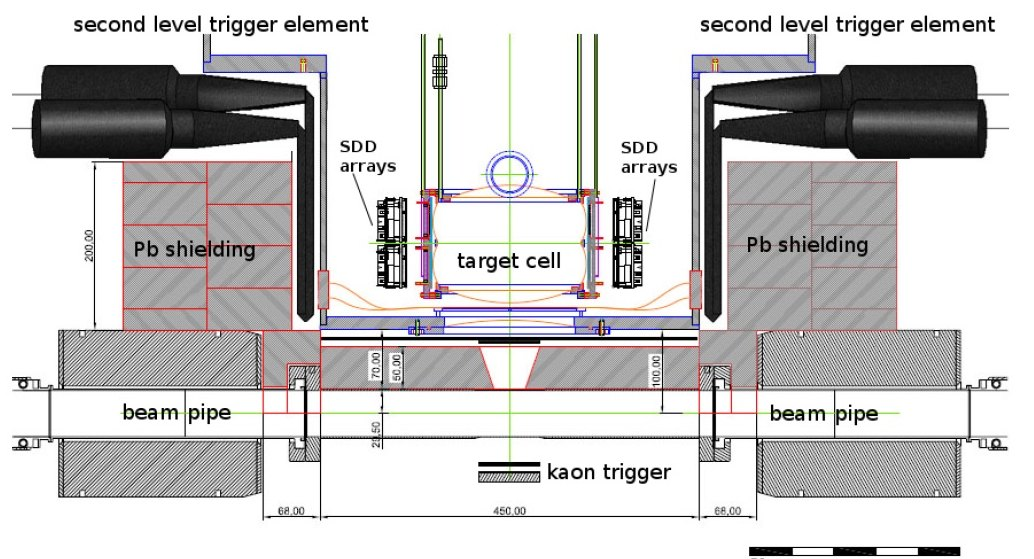 second level trigger element
second level trigger element
SDD
arrays
SDD
arrays
200,00
Pb shielding
target cell
Pb shielding
70,00
50,00
100,00
beam pipe
beam pipe
kaon trigger
68,00
450,00
68,00